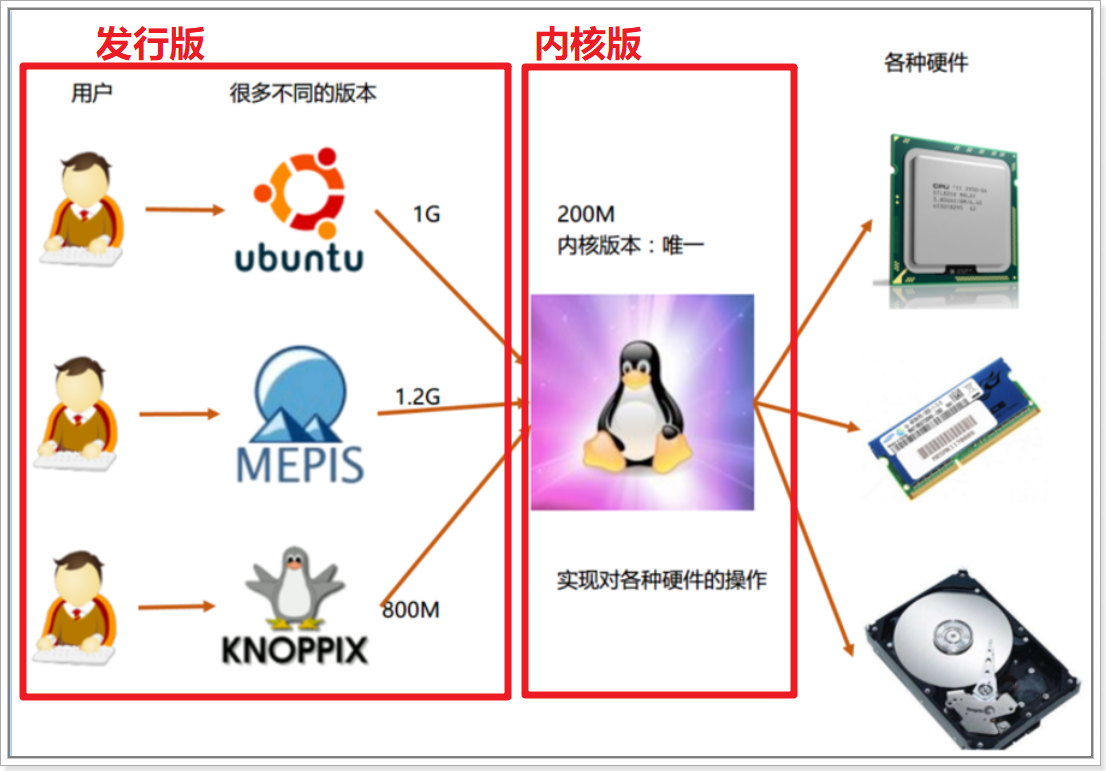 发行版
内核版
用户
很多不同的版本
各种硬件
ubuntu
1G
200M
内核版本：唯一
MEPIS
1.2G
KNOPPIX
800M
实现对各种硬件的操作